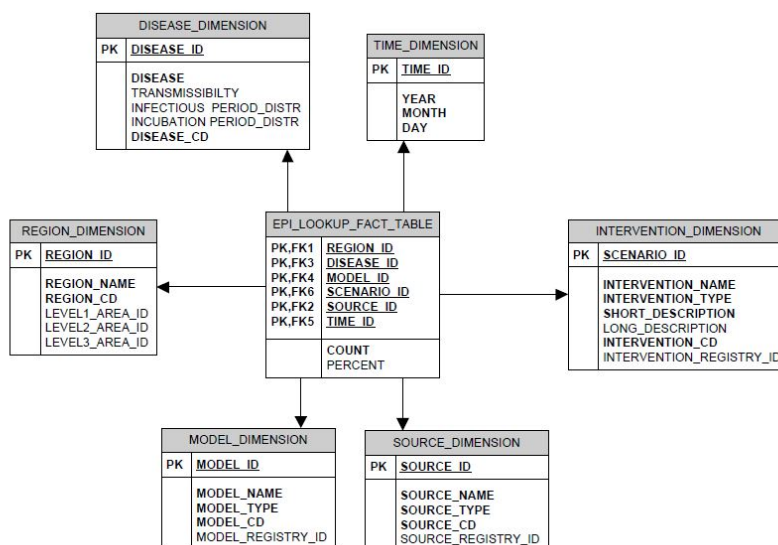 DISEASE_DIMENSION
PK DISEASE_ID
DISEASE
TRANSMISSIBILTY
INFECTIOUS PERIOD_DISTR
INCUBATION PERIOD_DISTR
DISEASE_CD
TIME_DIMENSION
PK TIME_ID
YEAR
MONTH
DAY
REGION_DIMENSION
PK REGION_ID
REGION_NAME
REGION_CD
LEVEL1_AREA_ID
LEVEL2_AREA_ID
LEVEL3_AREA_ID
EPI_LOOKUP_FACT_TABLE
PK,FK1 REGION_ID
PK,FK3 DISEASE_ID
PK,FK4 MODEL_ID
PK,FK6 SCENARIO_ID
PK,FK2 SOURCE_ID
PK,FK5 TIME_ID
COUNT
PERCENT
INTERVENTION_DIMENSION
PK SCENARIO_ID
INTERVENTION_NAME
INTERVENTION_TYPE
SHORT_DESCRIPTION
LONG_DESCRIPTION
INTERVENTION_CD
INTERVENTION_REGISTRY_ID
MODEL_DIMENSION
PK MODEL_ID
MODEL_NAME
MODEL_TYPE
MODEL_CD
MODEL_REGISTRY_ID
SOURCE_DIMENSION
PK SOURCE_ID
SOURCE_NAME
SOURCE_TYPE
SOURCE_CD
SOURCE_REGISTRY_ID